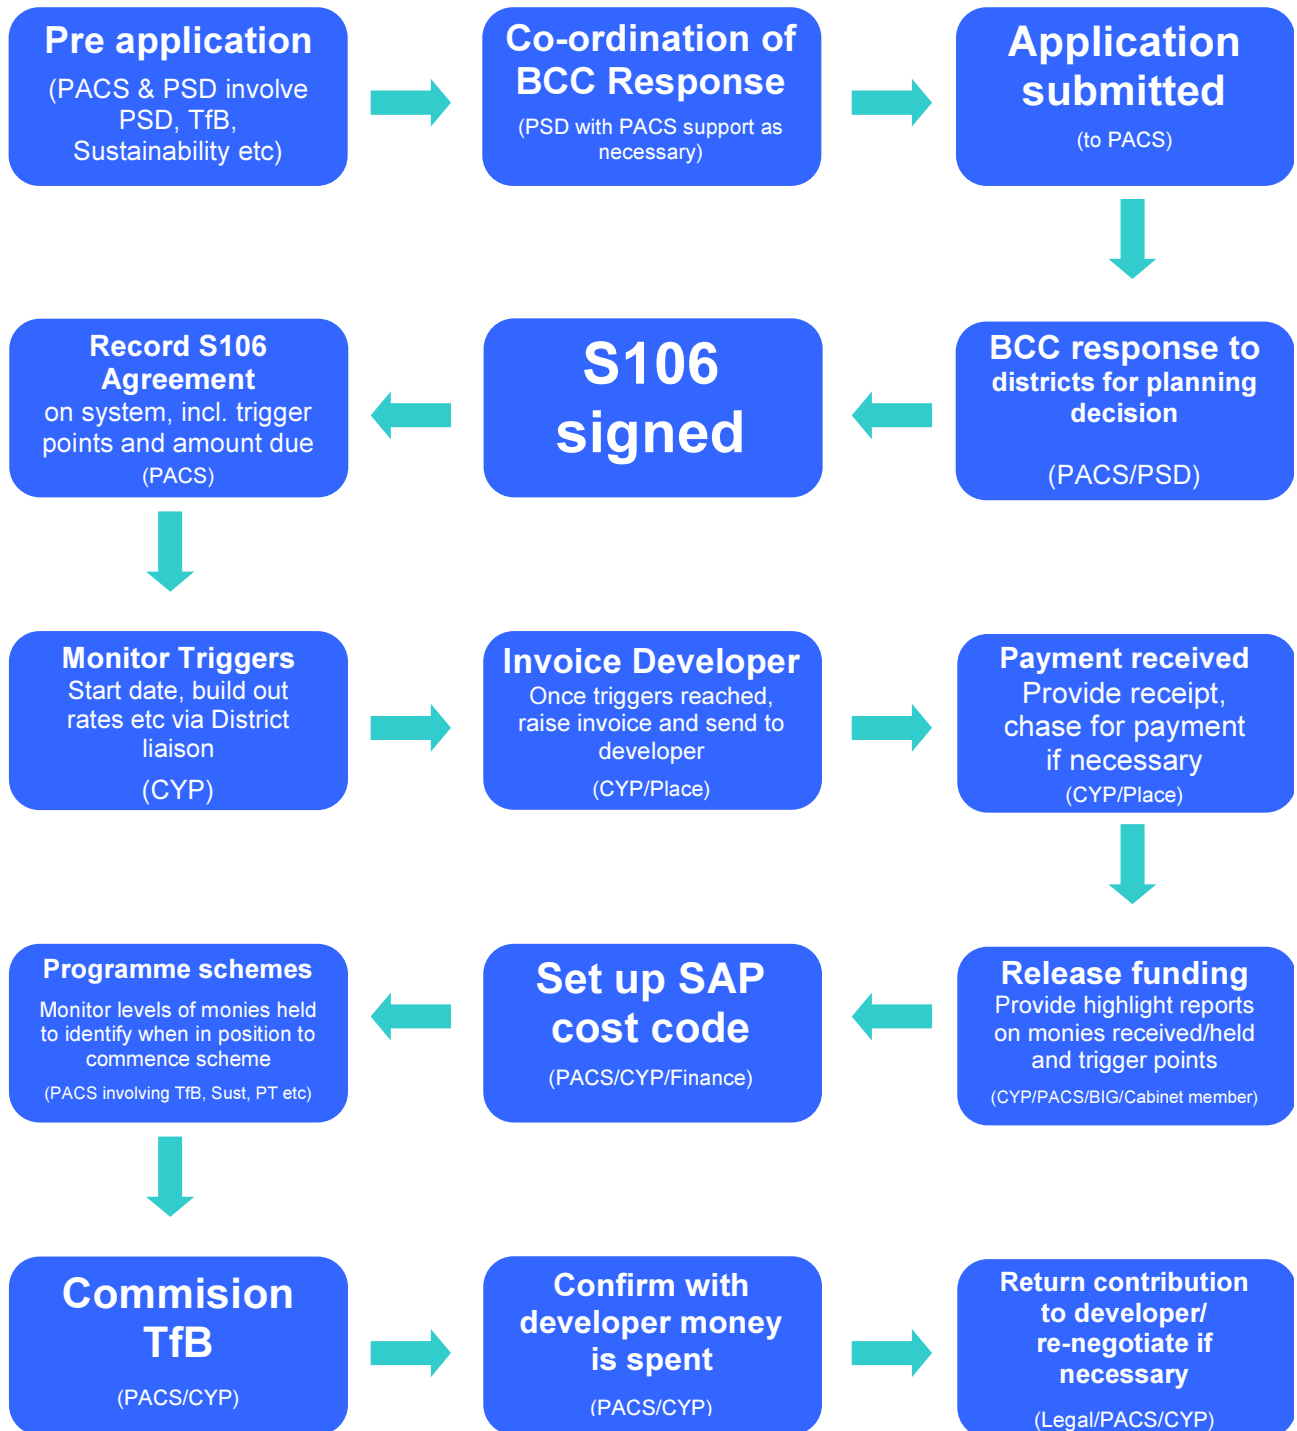 Pre application
(PACS & PSD involve
PSD, TfB,
Sustainability etc)
Co-ordination of
BCC Response
(PSD with PACS support as
necessary)
Application
submitted
(to PACS)
Record S106
Agreement
on system, incl. trigger
points and amount due
(PACS)
S106
signed
BCC response to
districts for planning
decision
(PACS/PSD)
Monitor Triggers
Start date, build out
rates etc via District
liaison
(CYP)
Invoice Developer
Once triggers reached,
raise invoice and send to
developer
(CYP/Place)
Payment received
Provide receipt,
chase for payment
if necessary
(CYP/Place)
Programme schemes
Monitor levels of monies held
to identify when in position to
commence scheme
(PACS involving TfB, Sust, PT etc)
Set up SAP
cost code
(PACS/CYP/Finance)
Release funding
Provide highlight reports
on monies received/held
and trigger points
(CYP/PACS/BIG/Cabinet member)
Commision
TfB
(PACS/CYP)
Confirm with
developer money
is spent
(PACS/CYP)
Return contribution
to developer/
re-negotiate if
necessary
(Legal/PACS/CYP)